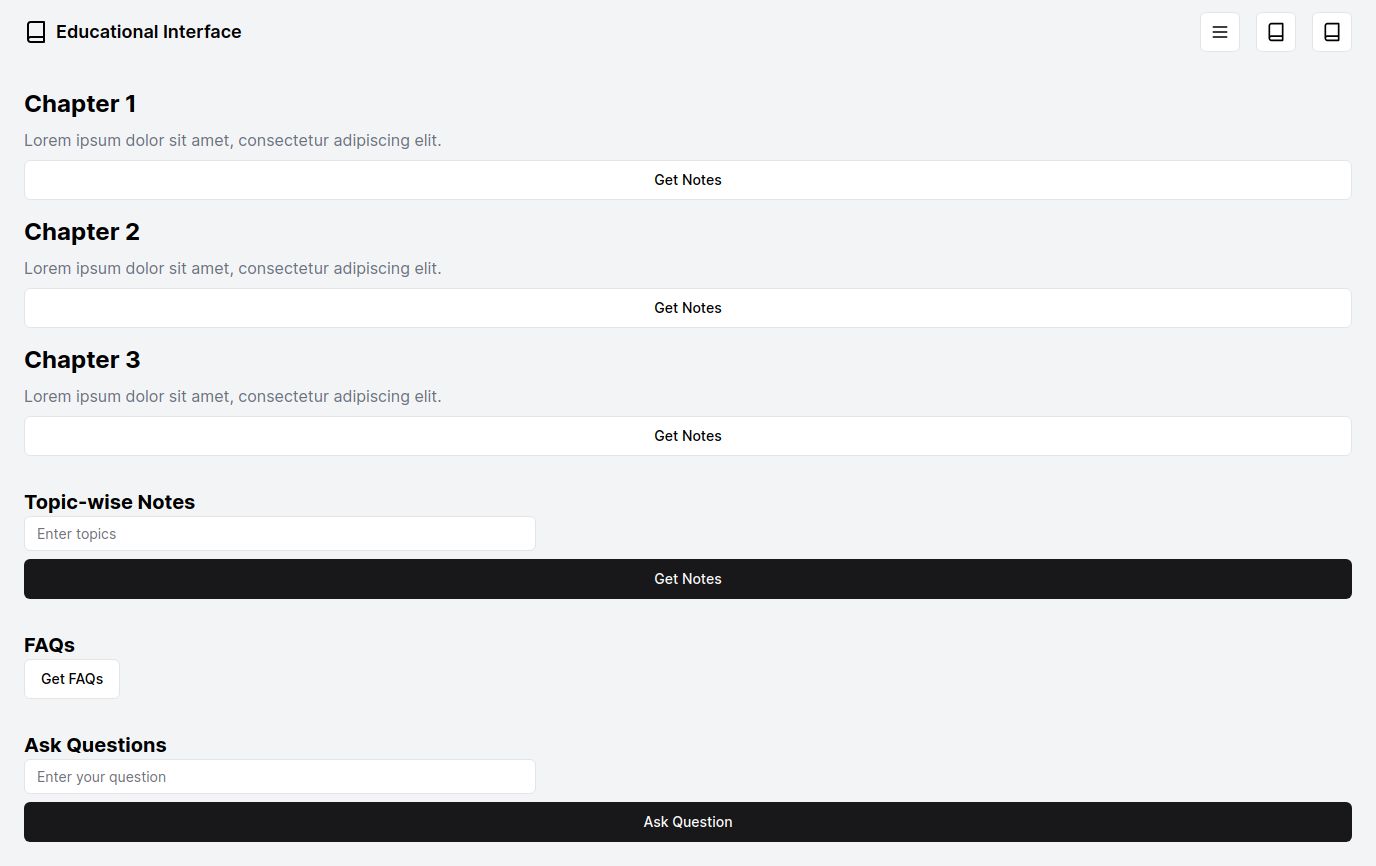 Educational Interface
Chapter 1
Lorem ipsum dolor sit amet, consectetur adipiscing elit.
Get Notes
Chapter 2
Lorem ipsum dolor sit amet, consectetur adipiscing elit.
Get Notes
Chapter 3
Lorem ipsum dolor sit amet, consectetur adipiscing elit.
Get Notes
Topic-wise Notes
Enter topics
Get Notes
FAQs
Get FAQs
Ask Questions
Enter your question
Ask Question